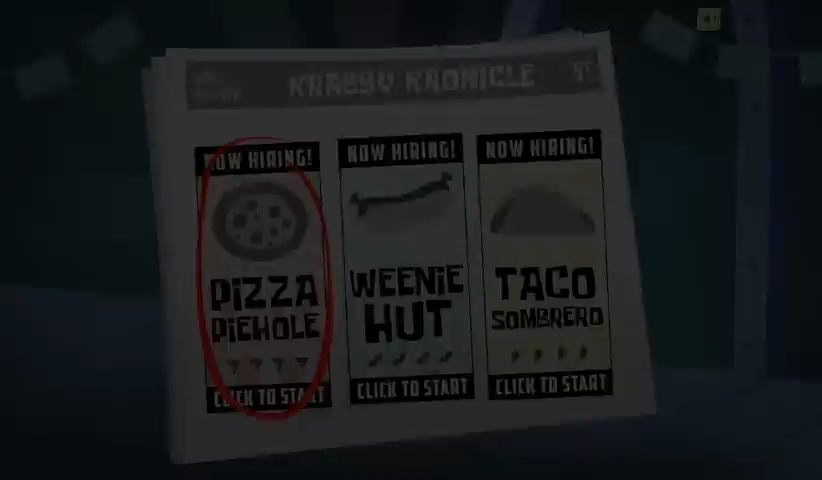 KRABBY KRONICLE
NOW HIRING!
PIZZA
PIEHOLE
CLICK TO START
NOW HIRING!
WEENIE
HUT
CLICK TO START
NOW HIRING!
TACO
SOMBRERO
CLICK TO START